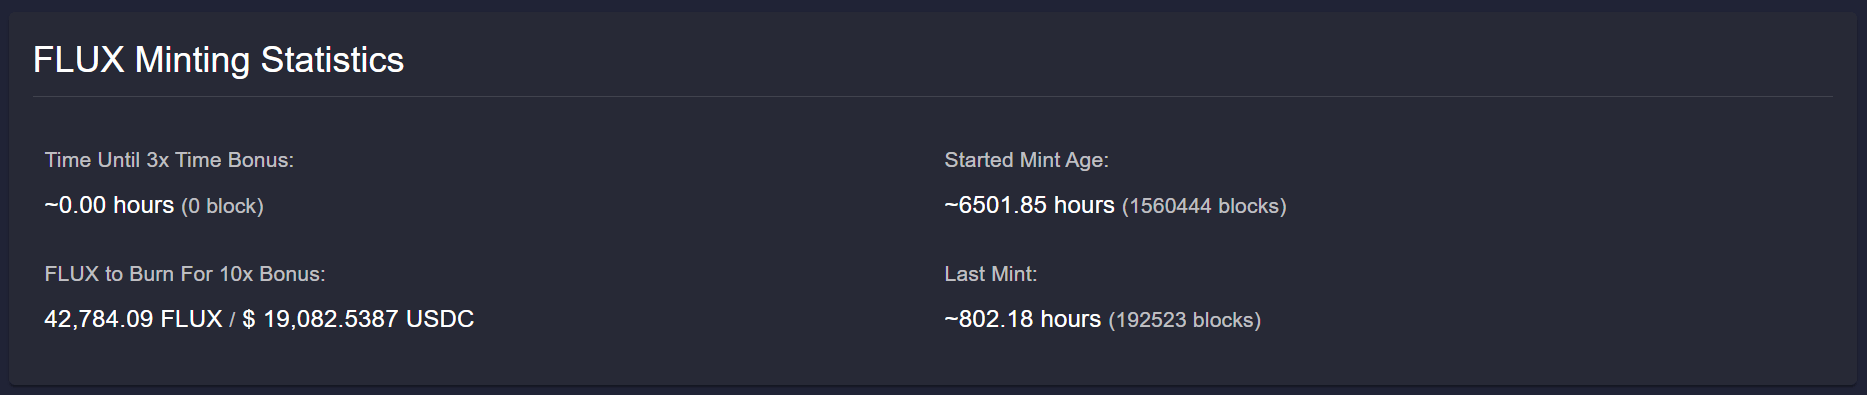 FLUX Minting Statistics
Time Until 3x Time Bonus:
~0.00 hours (0 block)
Started Mint Age:
~6501.85 hours (1560444 blocks)
FLUX to Burn For 10x Bonus:
42,784.09 FLUX / $ 19,082.5387 USDC
Last Mint:
~802.18 hours (192523 blocks)